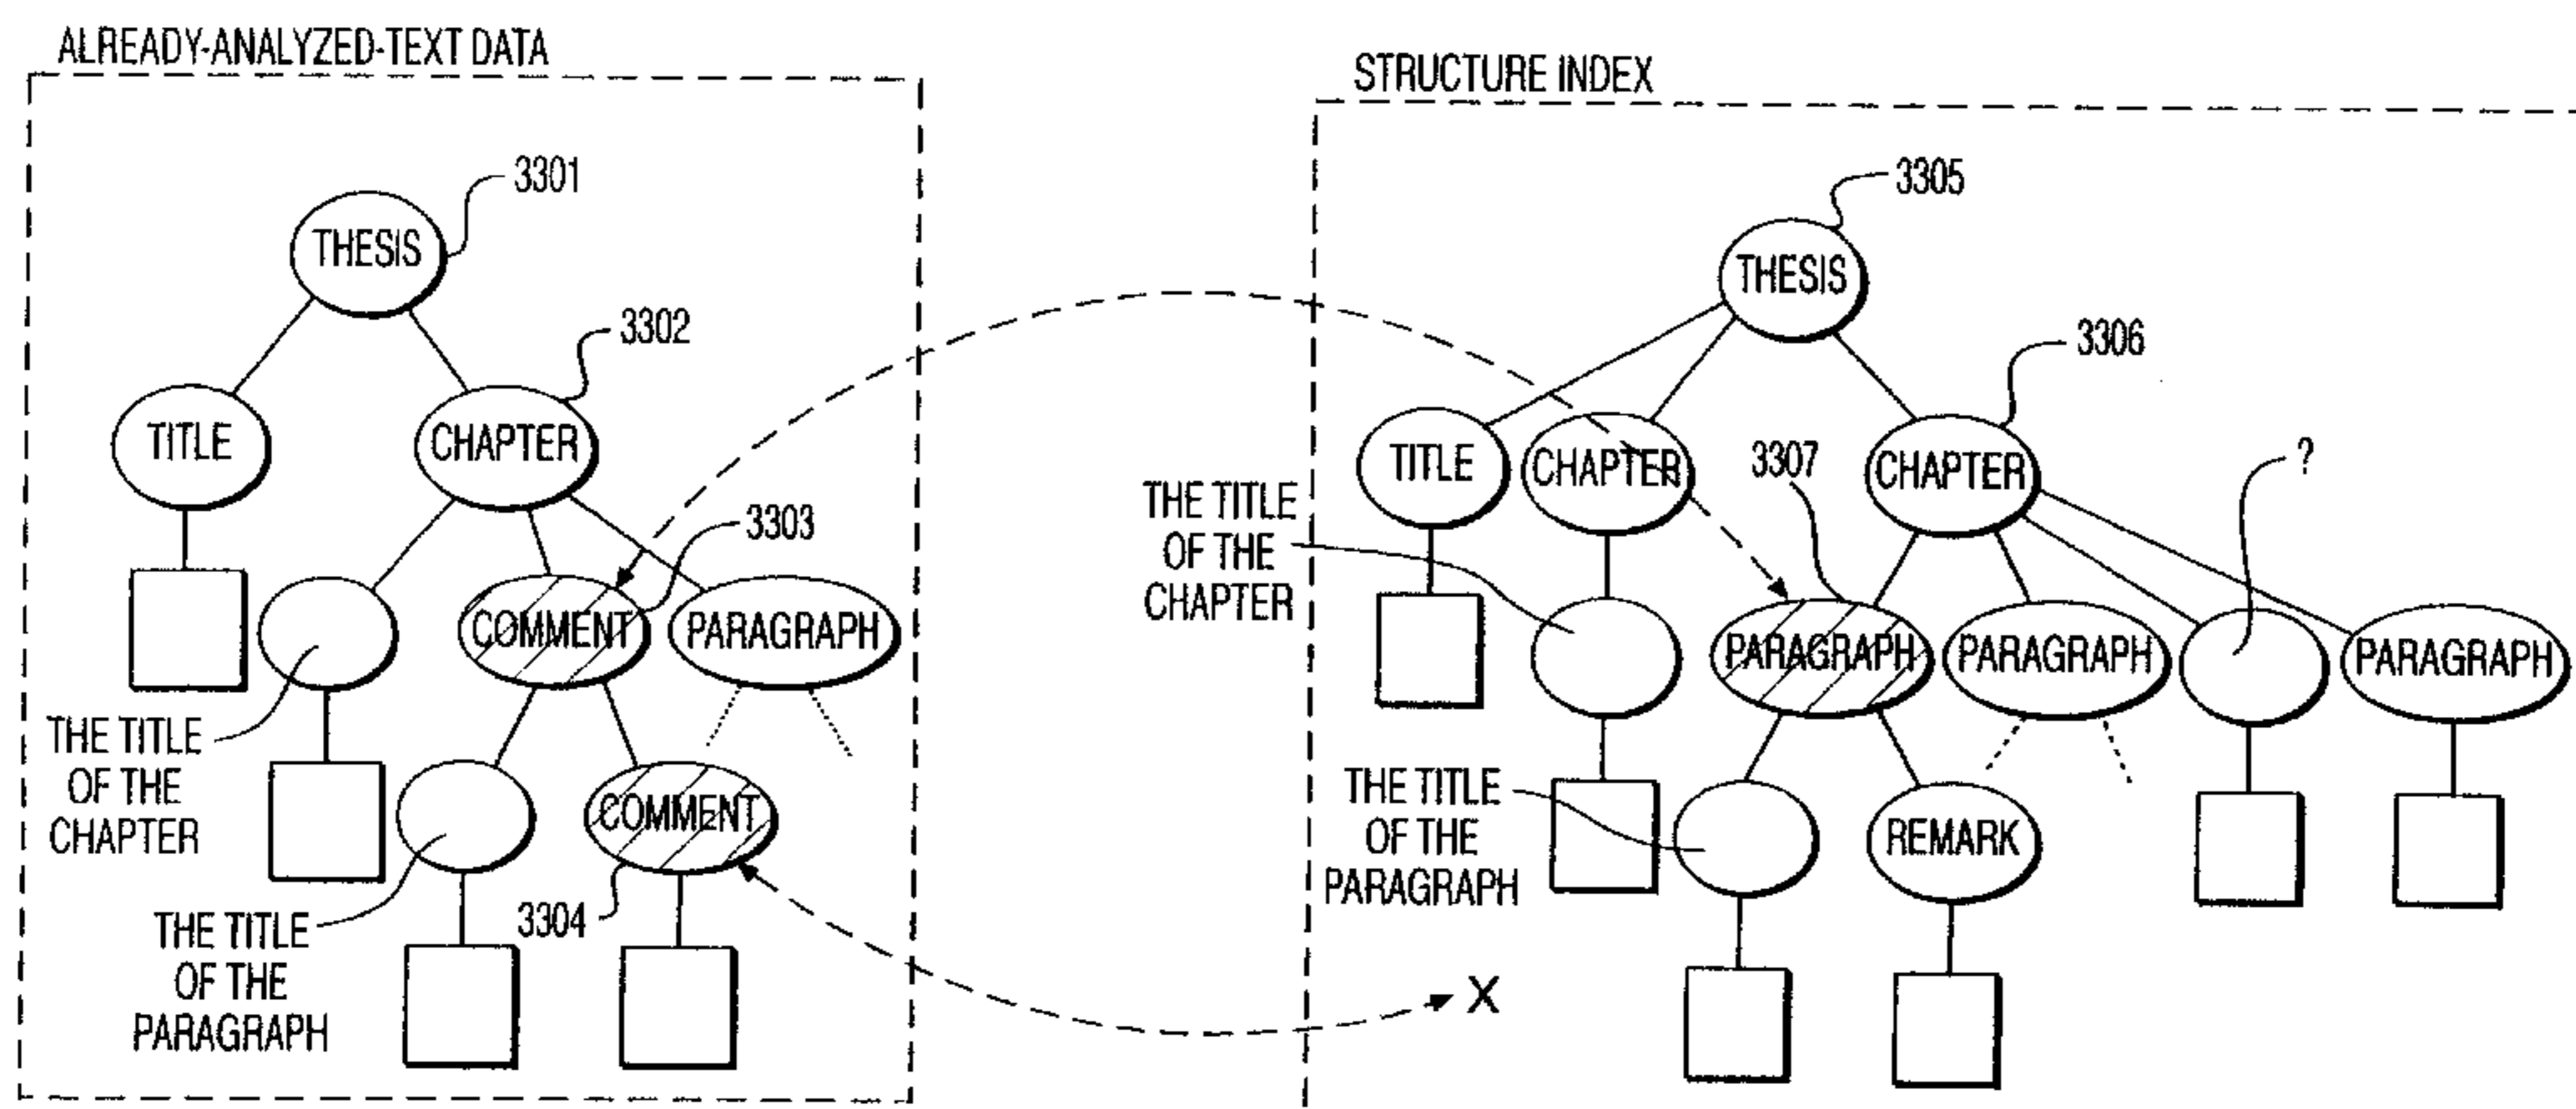 ALREADY-ANALYZED-TEXT DATA
3301
THESIS
3302
TITLE
CHAPTER
3303
COMMENT
PARAGRAPH
THE TITLE
OF THE
CHAPTER
COMMENT
3304
THE TITLE
OF THE
PARAGRAPH
STRUCTURE INDEX
3305
THESIS
3306
TITLE
CHAPTER
3307
CHAPTER
?
THE TITLE
OF THE
CHAPTER
PARAGRAPH
PARAGRAPH
PARAGRAPH
THE TITLE
OF THE
PARAGRAPH
REMARK
X